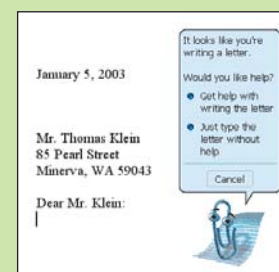 January 5, 2003
Mr. Thomas Klein
85 Pearl Street
Minerva, WA 59043
Dear Mr. Klein:
It looks like you're
writing a letter.
Would you like help?
Get help with
writing the letter
Just type the
letter without
help
Cancel